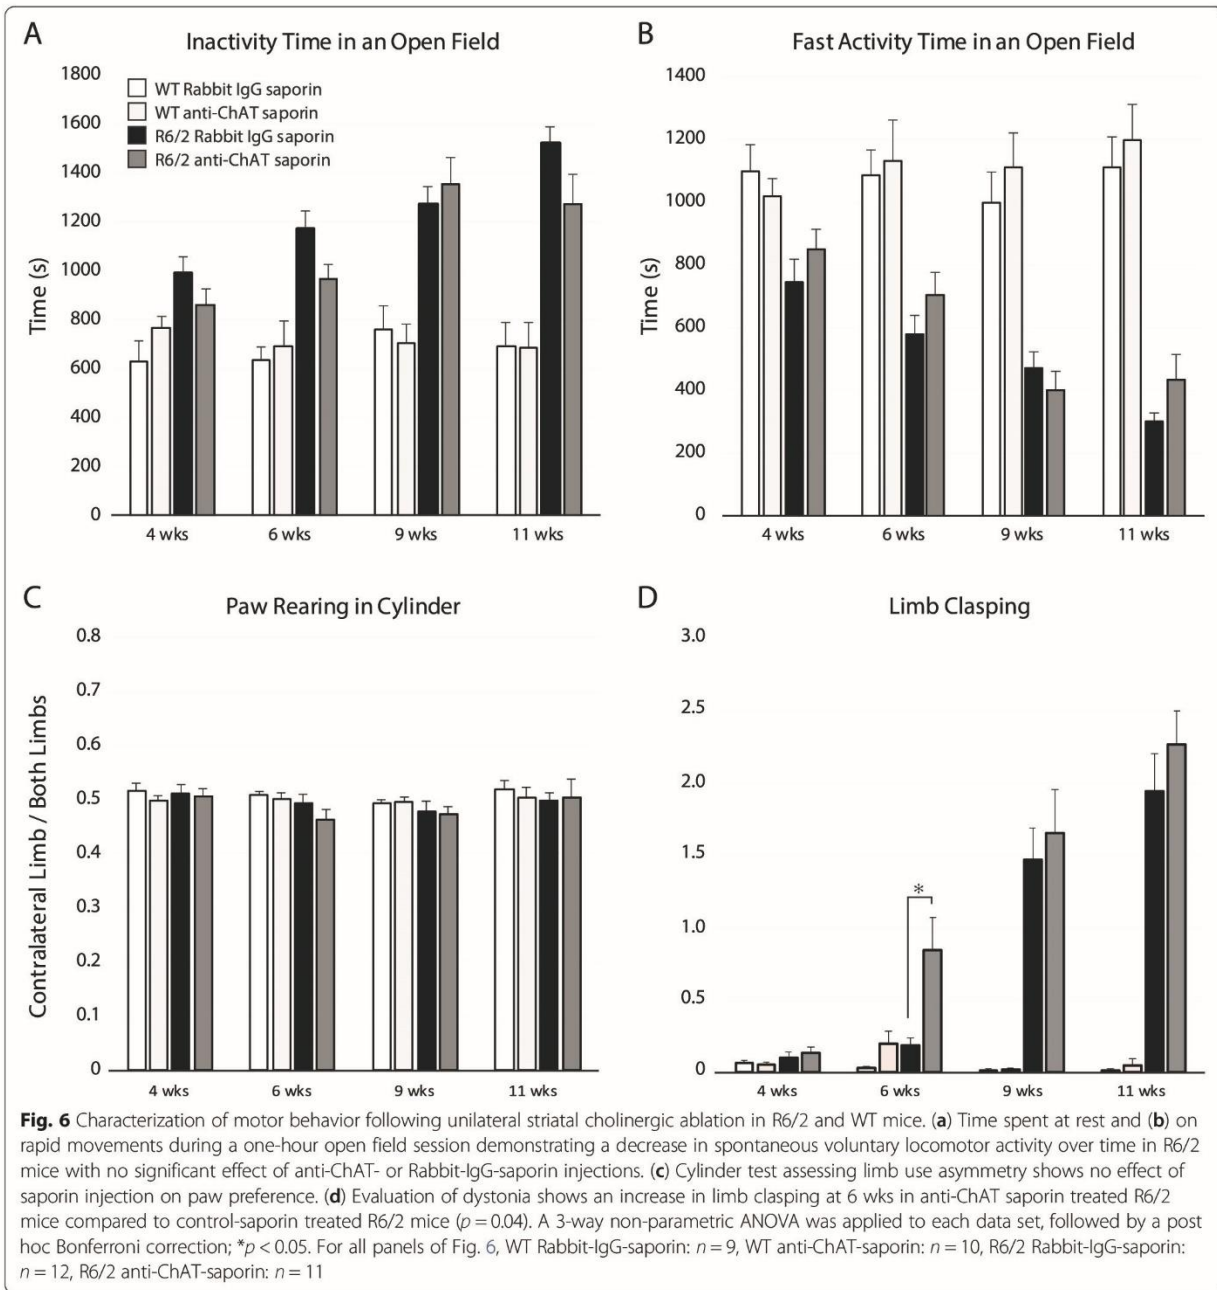 A
Inactivity Time in an Open Field
1800
1600
1400
1200
1000
800
600
400
200
0
Time (s)
WT Rabbit IgG saporin
WT anti-ChAT saporin
R6/2 Rabbit IgG saporin
R6/2 anti-ChAT saporin
4 wks 6 wks 9 wks 11 wks
B
Fast Activity Time in an Open Field
1400
1200
1000
800
600
400
200
0
Time (s)
4 wks 6 wks 9 wks 11 wks
C
Paw Rearing in Cylinder
0.8
0.7
0.6
0.5
0.4
0.3
0.2
0.1
0
Contralateral Limb / Both Limbs
4 wks 6 wks 9 wks 11 wks
D
Limb Clasping
3.0
2.5
2.0
1.5
1.0
0.5
0
*
4 wks 6 wks 9 wks 11 wks
Fig. 6 Characterization of motor behavior following unilateral striatal cholinergic ablation in R6/2 and WT mice. (a) Time spent at rest and (b) on
rapid movements during a one-hour open field session demonstrating a decrease in spontaneous voluntary locomotor activity over time in R6/2
mice with no significant effect of anti-ChAT- or Rabbit-IgG-saporin injections. (c) Cylinder test assessing limb use asymmetry shows no effect of
saporin injection on paw preference. (d) Evaluation of dystonia shows an increase in limb clasping at 6 wks in anti-ChAT saporin treated R6/2
mice compared to control-saporin treated R6/2 mice (p = 0.04). A 3-way non-parametric ANOVA was applied to each data set, followed by a post
hoc Bonferroni correction; *p < 0.05. For all panels of Fig. 6, WT Rabbit-IgG-saporin: n = 9, WT anti-ChAT-saporin: n = 10, R6/2 Rabbit-IgG-saporin:
n = 12, R6/2 anti-ChAT-saporin: n = 11